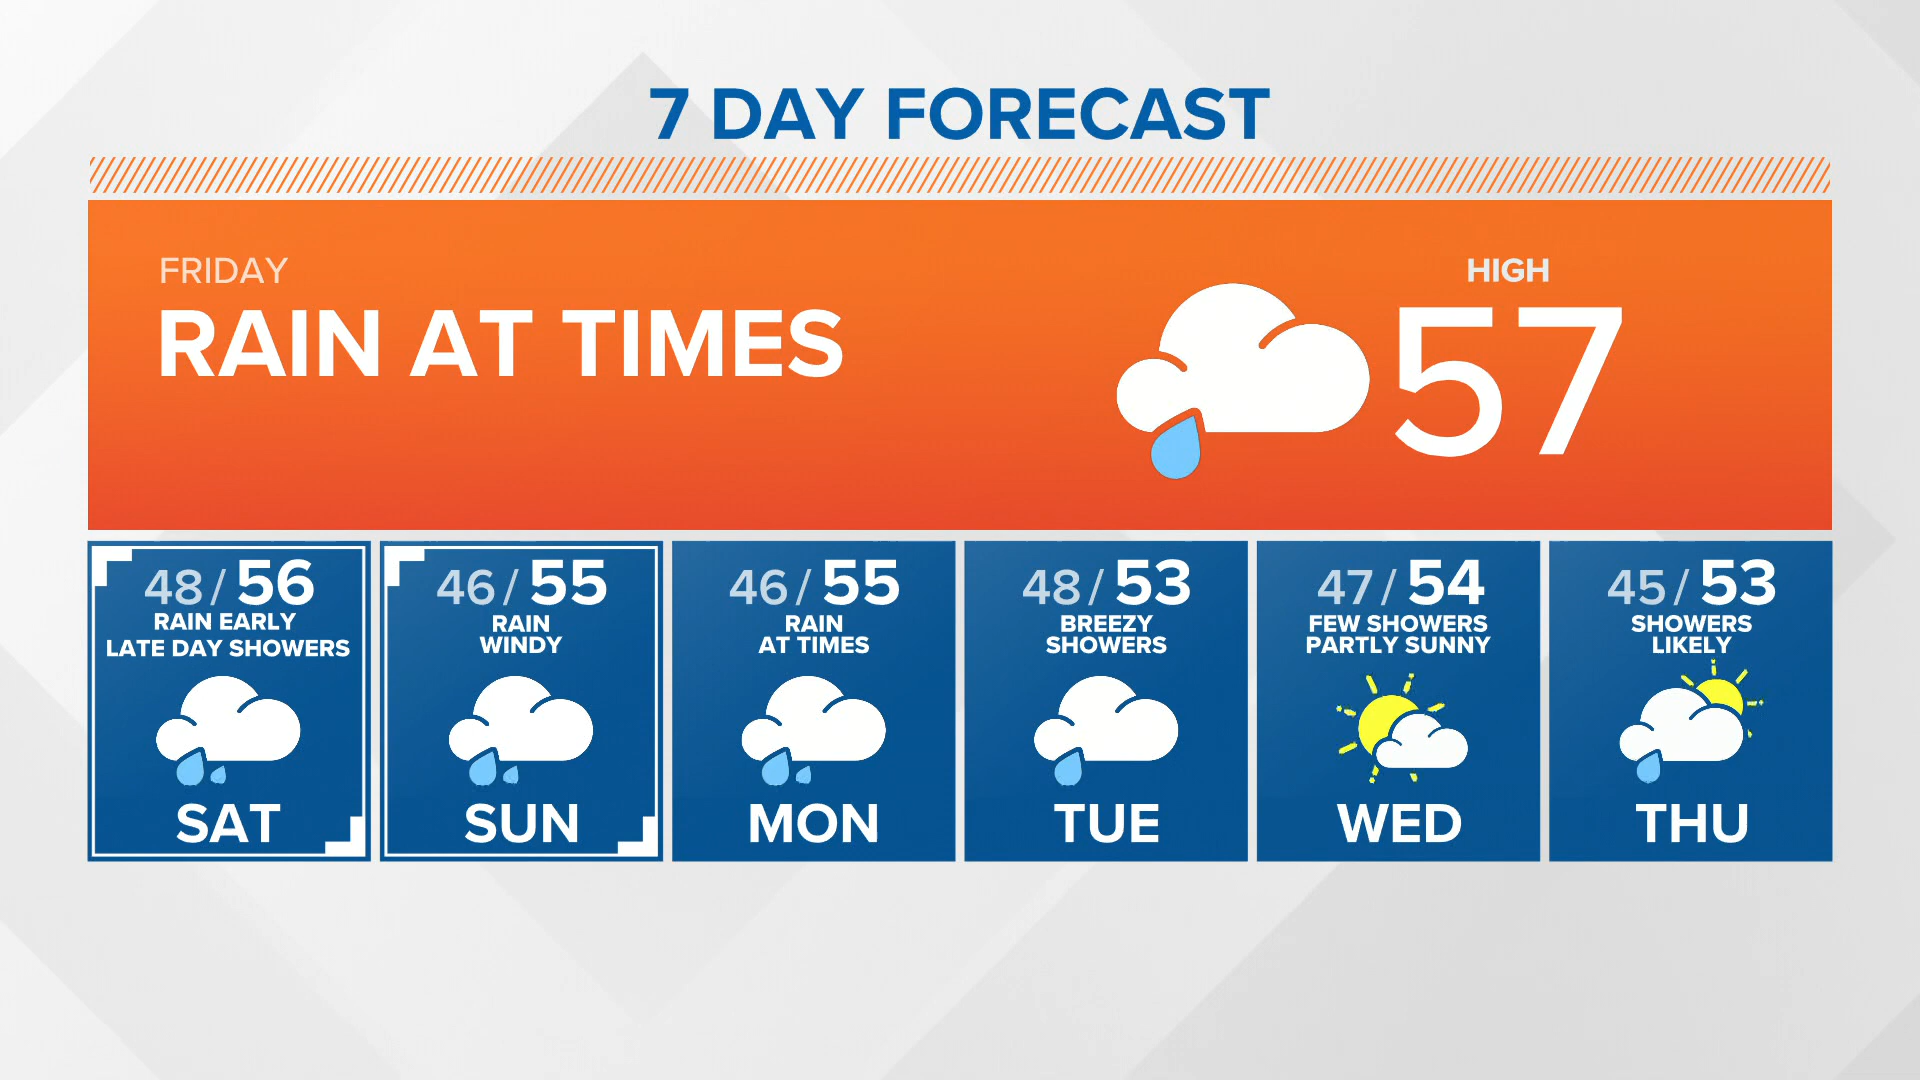 7 DAY FORECAST
FRIDAY
RAIN AT TIMES
HIGH
57
48/56
RAIN EARLY
LATE DAY SHOWERS
SAT
46/55
RAIN
WINDY
SUN
46/55
RAIN
AT TIMES
MON
48/53
BREEZY
SHOWERS
TUE
47/54
FEW SHOWERS
PARTLY SUNNY
WED
45/53
SHOWERS
LIKELY
THU